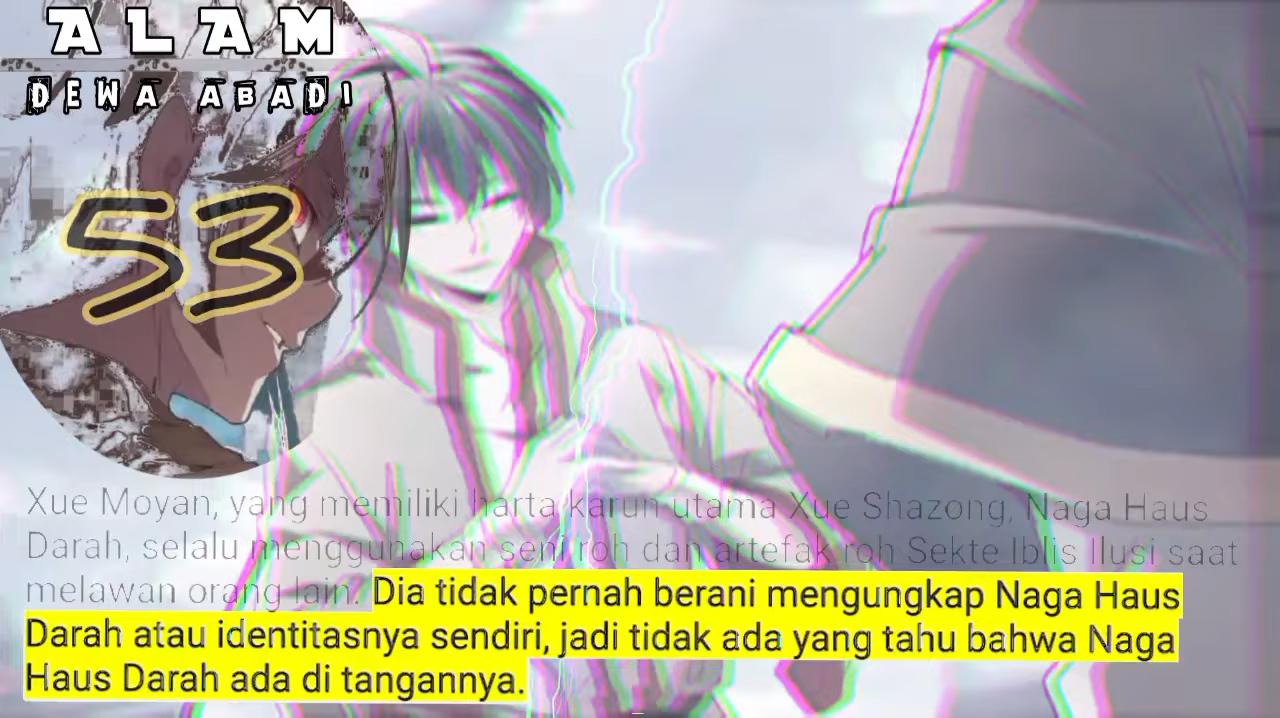 ALAM
DEWA ABADI
53
Xue Moyan, yang memiliki harta karun utama Xue Shazong, Naga Haus
Darah, selalu menggunakan seni roh dan artefak roh Sekte Iblis Ilusi saat
melawan orang lain. Dia tidak pernah berani mengungkap Naga Haus
Darah atau identitasnya sendiri, jadi tidak ada yang tahu bahwa Naga
Haus Darah ada di tangannya.